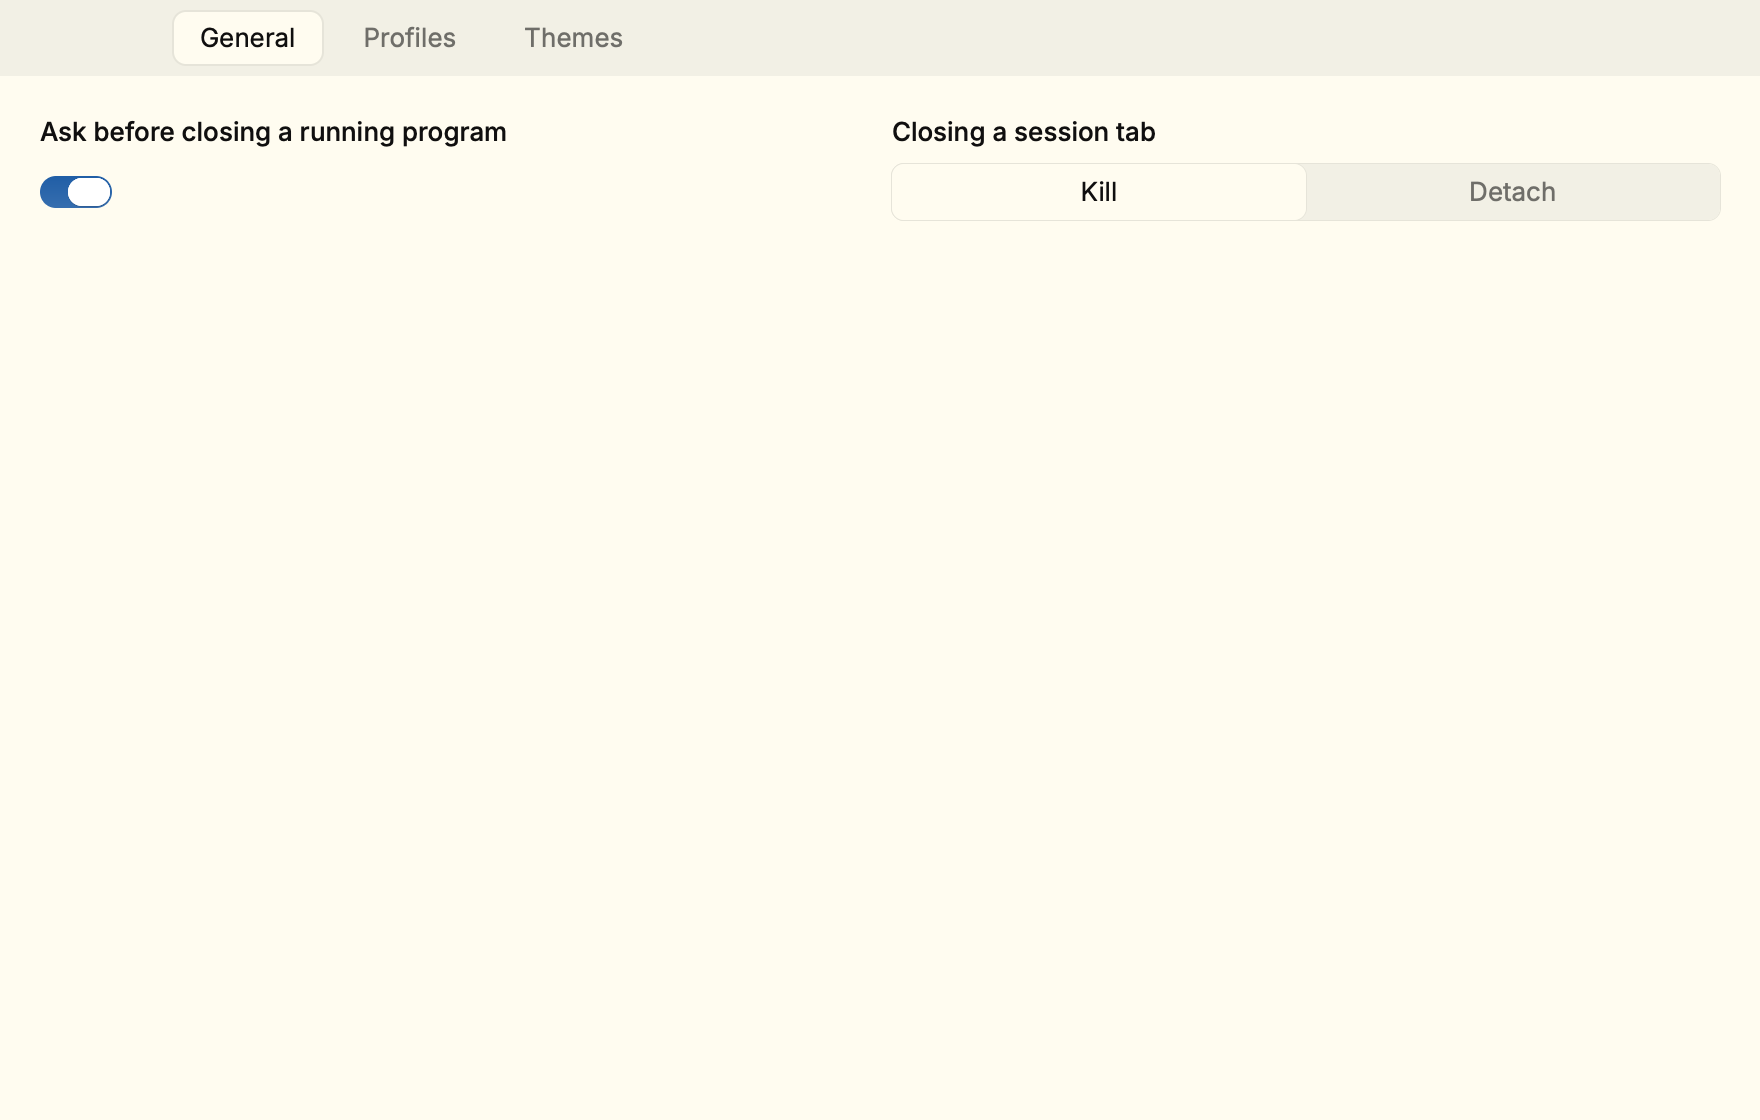 General
Profiles
Themes
Ask before closing a running program
Closing a session tab
Kill
Detach